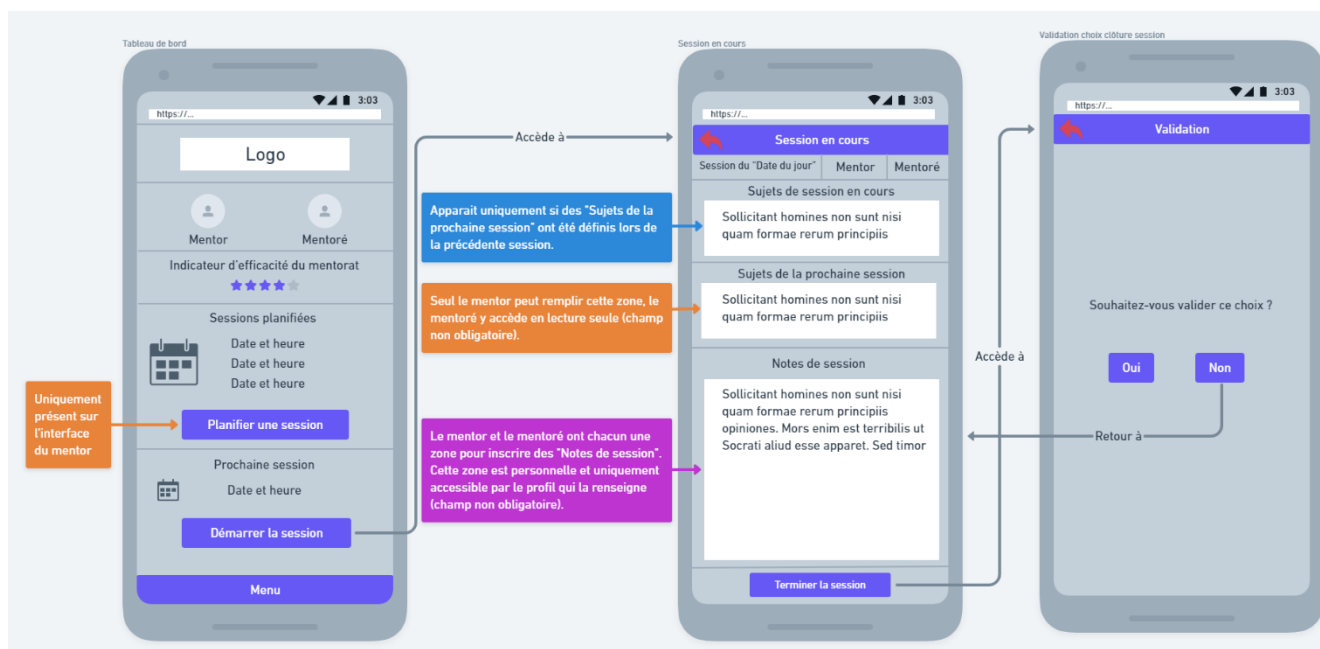 Tableau de bord
3:03
https://...
Logo
Mentor
Mentoré
Indicateur d'efficacité du mentorat
Sessions planifiées
Date et heure
Date et heure
Date et heure
Planifier une session
Prochaine session
Date et heure
Démarrer la session
Menu
Uniquement
présent sur
l'interface
du mentor
Accède à
Apparait uniquement si des "Sujets de la
prochaine session" ont été définis lors de
la précédente session.
Seul le mentor peut remplir cette zone, le
mentoré y accède en lecture seule (champ
non obligatoire).
Le mentor et le mentoré ont chacun une
zone pour inscrire des "Notes de session".
Cette zone est personnelle et uniquement
accessible par le profil qui la renseigne
(champ non obligatoire).
Session en cours
3:03
https://...
Session en cours
Session du "Date du jour"
Mentor
Mentoré
Sujets de session en cours
Sollicitant homines non sunt nisi
quam formae rerum principiis
Sujets de la prochaine session
Sollicitant homines non sunt nisi
quam formae rerum principiis
Notes de session
Sollicitant homines non sunt nisi
quam formae rerum principiis
opiniones. Mors enim est terribilis ut
Socrati aliud esse apparet. Sed timor
Terminer la session
Accède à
Retour à
Validation choix clôture session
3:03
https://...
Validation
Souhaitez-vous valider ce choix ?
Oui
Non